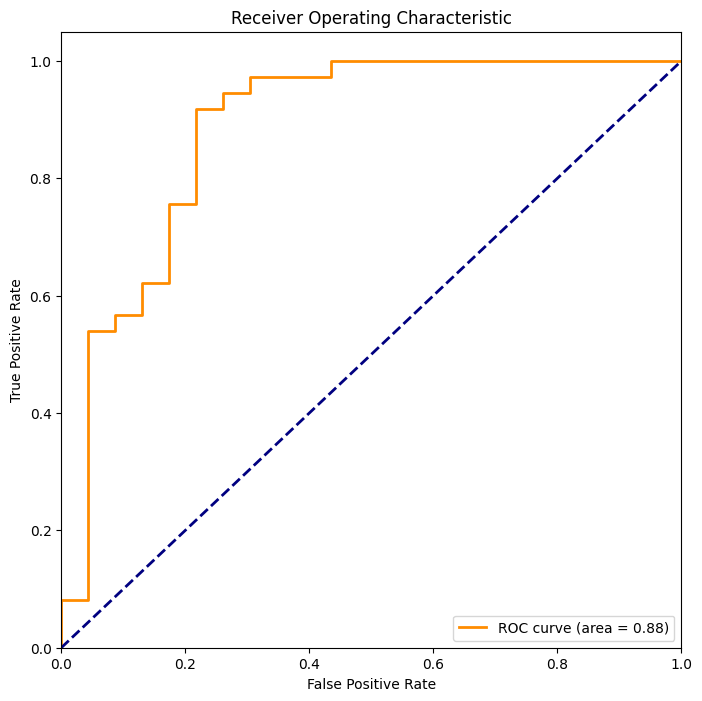 Receiver Operating Characteristic
1.0
0.8
0.6
0.4
0.2
0.0
True Positive Rate
ROC curve (area = 0.88)
0.0 0.2 0.4 0.6 0.8 1.0
False Positive Rate